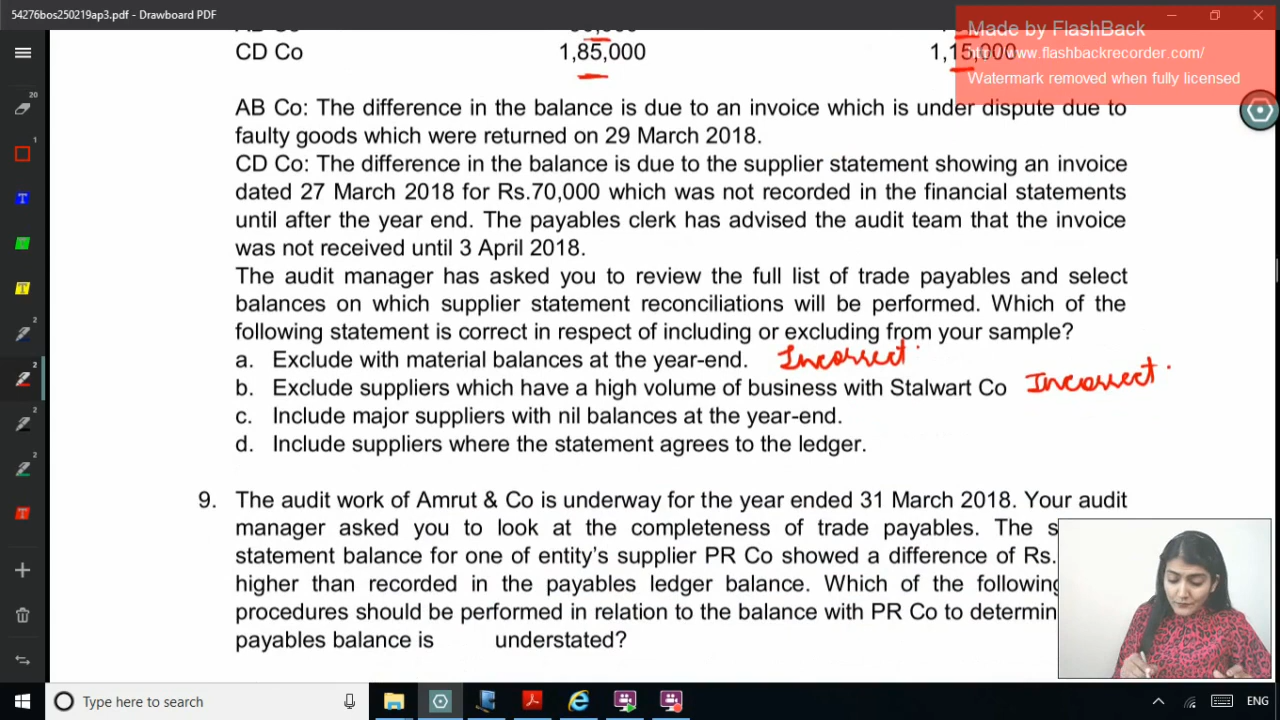 54276bos250219ap3.pdf - Drawboard PDF
Made by FlashBack
http://www.flashbackrecorder.com/
Watermark removed when fully licensed
CD Co 1,85,000 1,15,000
AB Co: The difference in the balance is due to an invoice which is under dispute due to
faulty goods which were returned on 29 March 2018.
CD Co: The difference in the balance is due to the supplier statement showing an invoice
dated 27 March 2018 for Rs.70,000 which was not recorded in the financial statements
until after the year end. The payables clerk has advised the audit team that the invoice
was not received until 3 April 2018.
The audit manager has asked you to review the full list of trade payables and select
balances on which supplier statement reconciliations will be performed. Which of the
following statement is correct in respect of including or excluding from your sample?
a. Exclude with material balances at the year-end. Incorrect.
b. Exclude suppliers which have a high volume of business with Stalwart Co Incorrect.
c. Include major suppliers with nil balances at the year-end.
d. Include suppliers where the statement agrees to the ledger.
9. The audit work of Amrut & Co is underway for the year ended 31 March 2018. Your audit
manager asked you to look at the completeness of trade payables. The
statement balance for one of entity's supplier PR Co showed a difference of Rs.
higher than recorded in the payables ledger balance. Which of the following
procedures should be performed in relation to the balance with PR Co to
payables balance is understated?
Type here to search
ENG